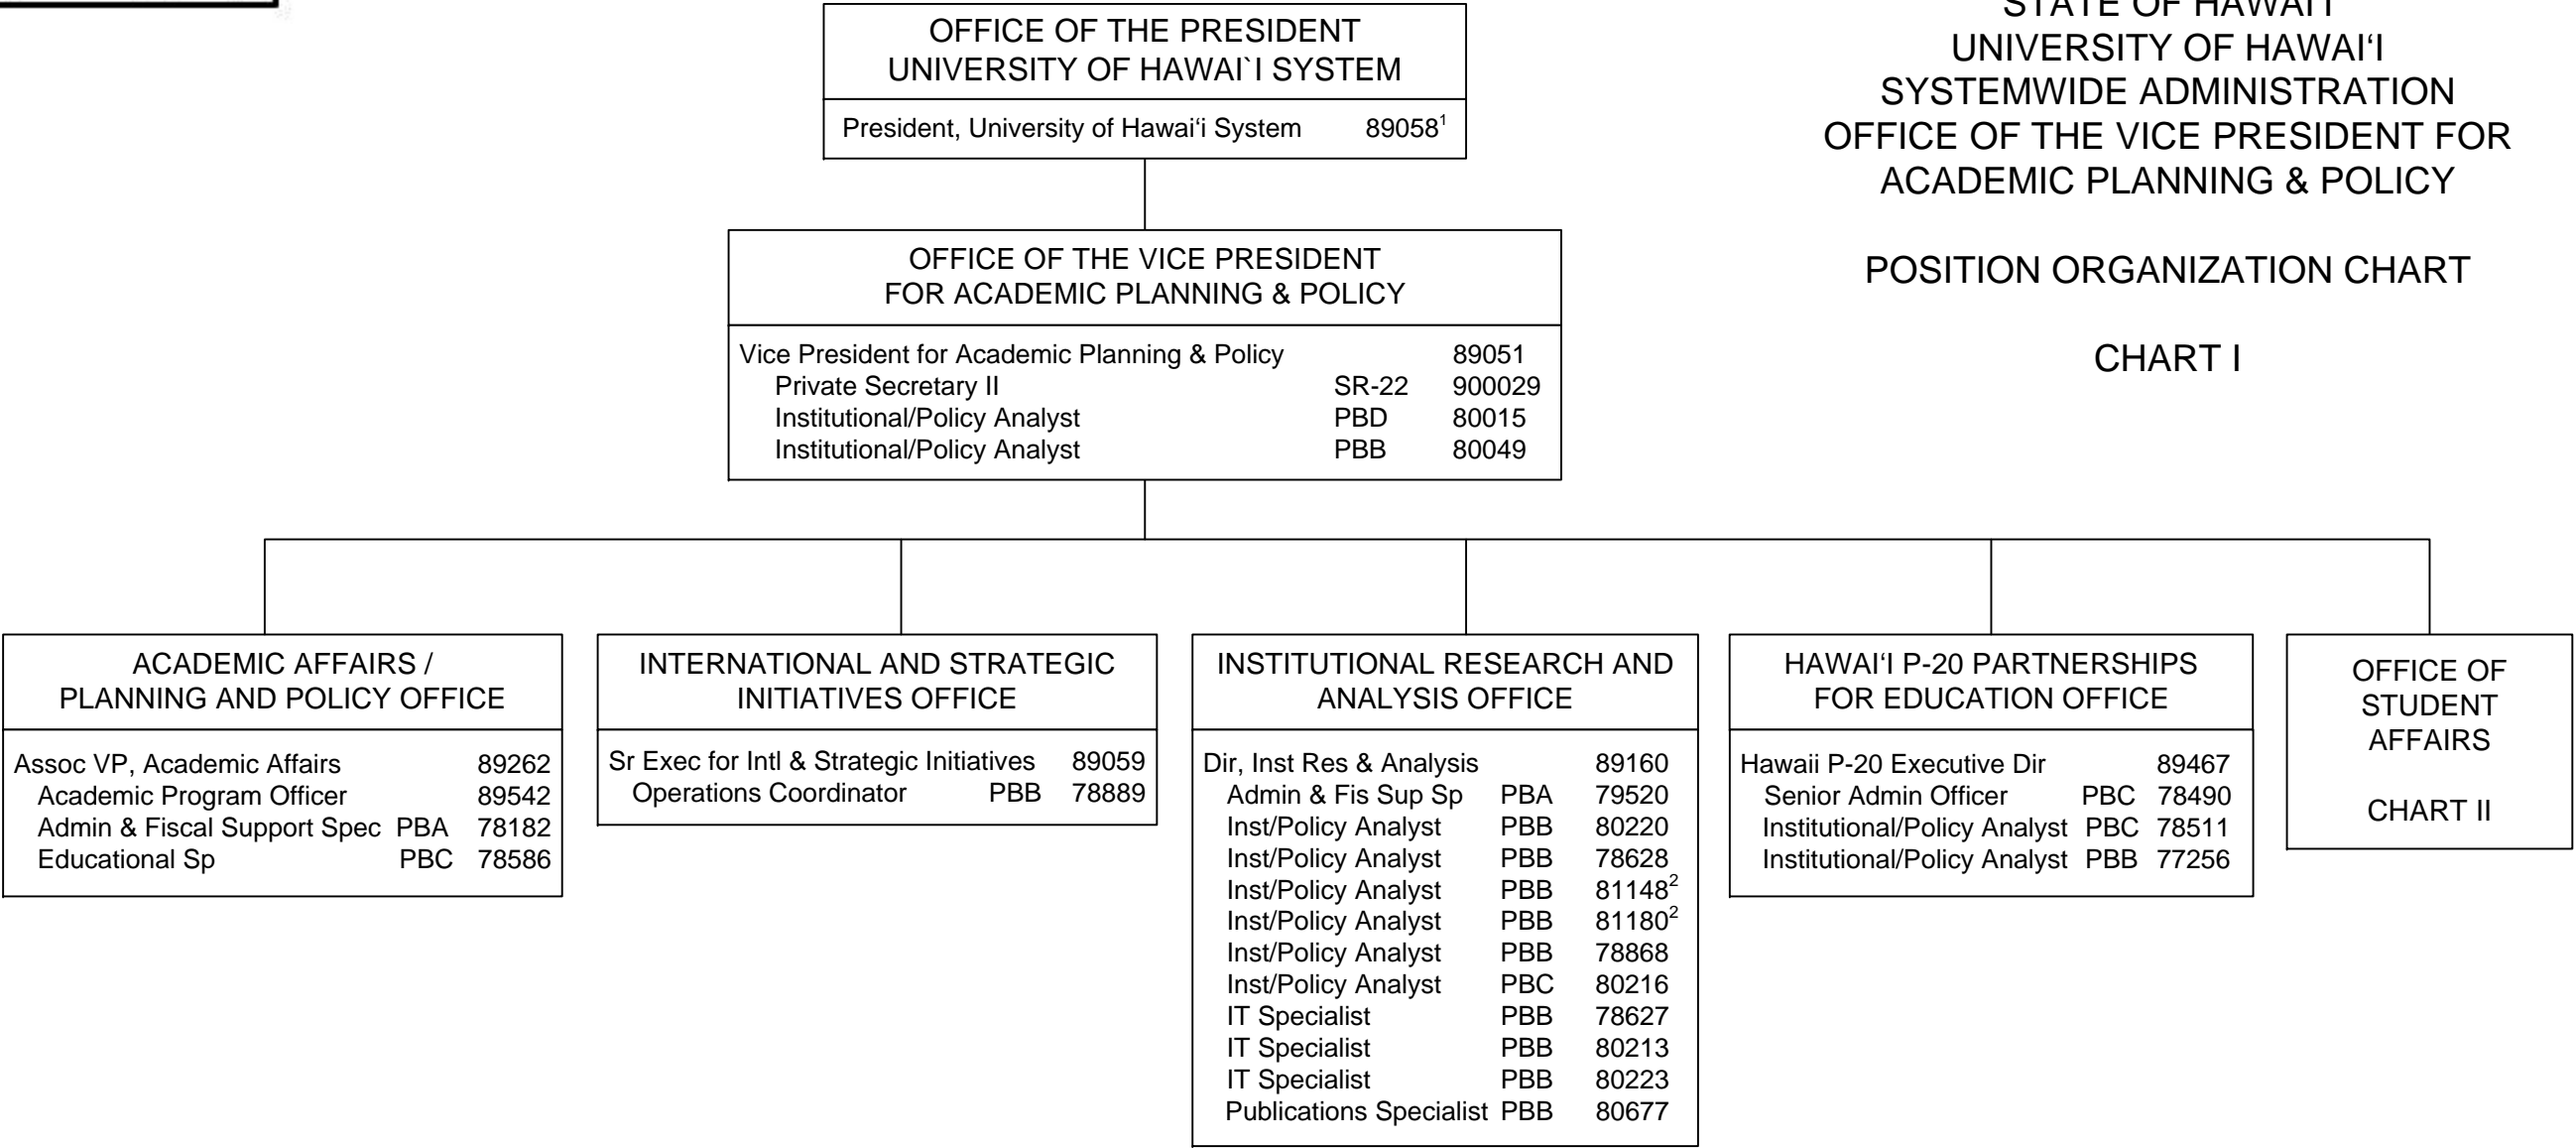 OFFICE OF THE PRESIDENT
UNIVERSITY OF HAWAI`I SYSTEM
President, University of Hawai‘i System 89058¹
STATE OF HAWAI‘I
UNIVERSITY OF HAWAI‘I
SYSTEMWIDE ADMINISTRATION
OFFICE OF THE VICE PRESIDENT FOR
ACADEMIC PLANNING & POLICY
POSITION ORGANIZATION CHART
CHART I
OFFICE OF THE VICE PRESIDENT
FOR ACADEMIC PLANNING & POLICY
Vice President for Academic Planning & Policy 89051
Private Secretary II SR-22 900029
Institutional/Policy Analyst PBD 80015
Institutional/Policy Analyst PBB 80049
ACADEMIC AFFAIRS /
PLANNING AND POLICY OFFICE
Assoc VP, Academic Affairs 89262
Academic Program Officer 89542
Admin & Fiscal Support Spec PBA 78182
Educational Sp PBC 78586
INTERNATIONAL AND STRATEGIC
INITIATIVES OFFICE
Sr Exec for Intl & Strategic Initiatives 89059
Operations Coordinator PBB 78889
INSTITUTIONAL RESEARCH AND
ANALYSIS OFFICE
Dir, Inst Res & Analysis 89160
Admin & Fis Sup Sp PBA 79520
Inst/Policy Analyst PBB 80220
Inst/Policy Analyst PBB 78628
Inst/Policy Analyst PBB 81148²
Inst/Policy Analyst PBB 81180²
Inst/Policy Analyst PBB 78868
Inst/Policy Analyst PBC 80216
IT Specialist PBB 78627
IT Specialist PBB 80213
IT Specialist PBB 80223
Publications Specialist PBB 80677
HAWAI‘I P-20 PARTNERSHIPS
FOR EDUCATION OFFICE
Hawaii P-20 Executive Dir 89467
Senior Admin Officer PBC 78490
Institutional/Policy Analyst PBC 78511
Institutional/Policy Analyst PBB 77256
OFFICE OF
STUDENT
AFFAIRS
CHART II